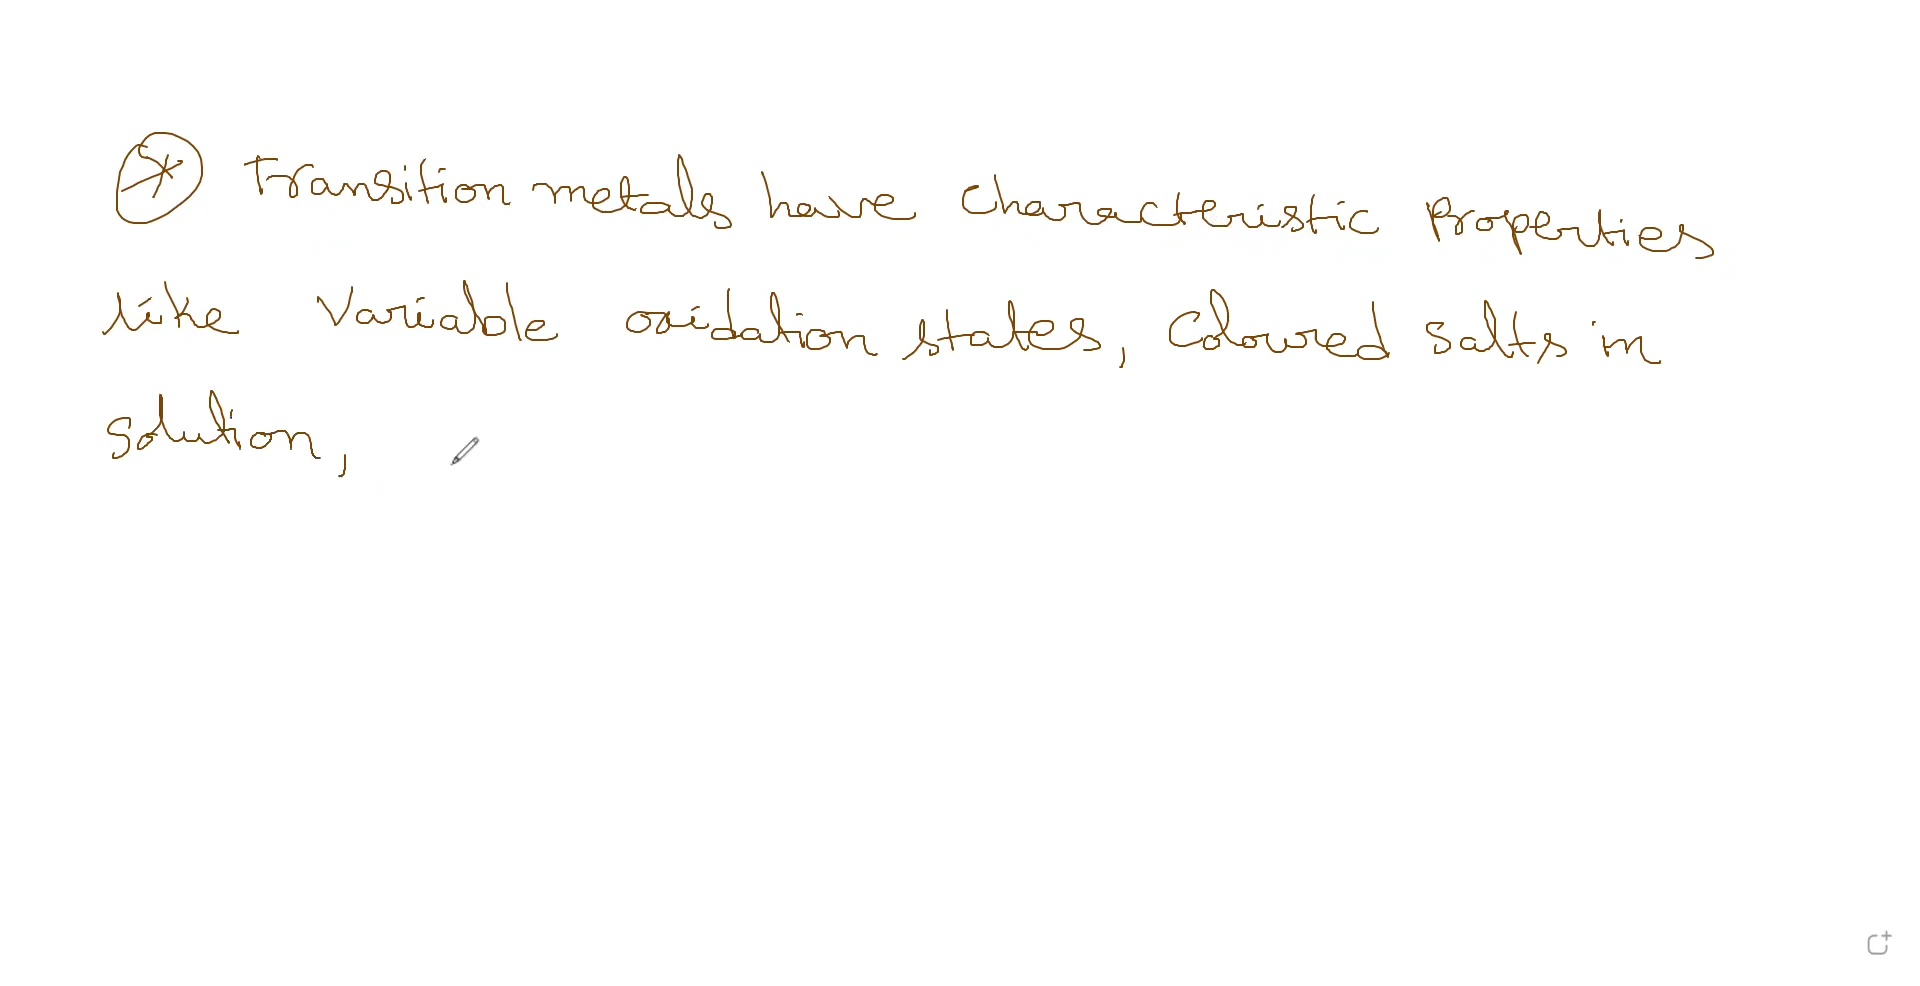 * Transition metals have characteristic properties
like variable oxidation states, coloured salts in
solution,